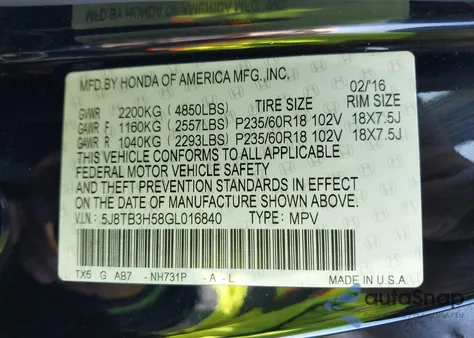 MFD.BY HONDA OF AMERICA MFG.,INC. 02/16
GVWR 2200KG (4850LBS) TIRE SIZE RIM SIZE
GAWR F 1160KG (2557LBS) P235/60R18 102V 18X7.5J
GAWR R 1040KG (2293LBS) P235/60R18 102V 18X7.5J
THIS VEHICLE CONFORMS TO ALL APPLICABLE
FEDERAL MOTOR VEHICLE SAFETY
AND THEFT PREVENTION STANDARDS IN EFFECT
ON THE DATE OF MANUFACTURE SHOWN ABOVE.
V.I.N.: 5J8TB3H58GL016840 TYPE: MPV
TX5 G AB7 - NH731P - A - L MADE IN U.S.A.
autoSnap